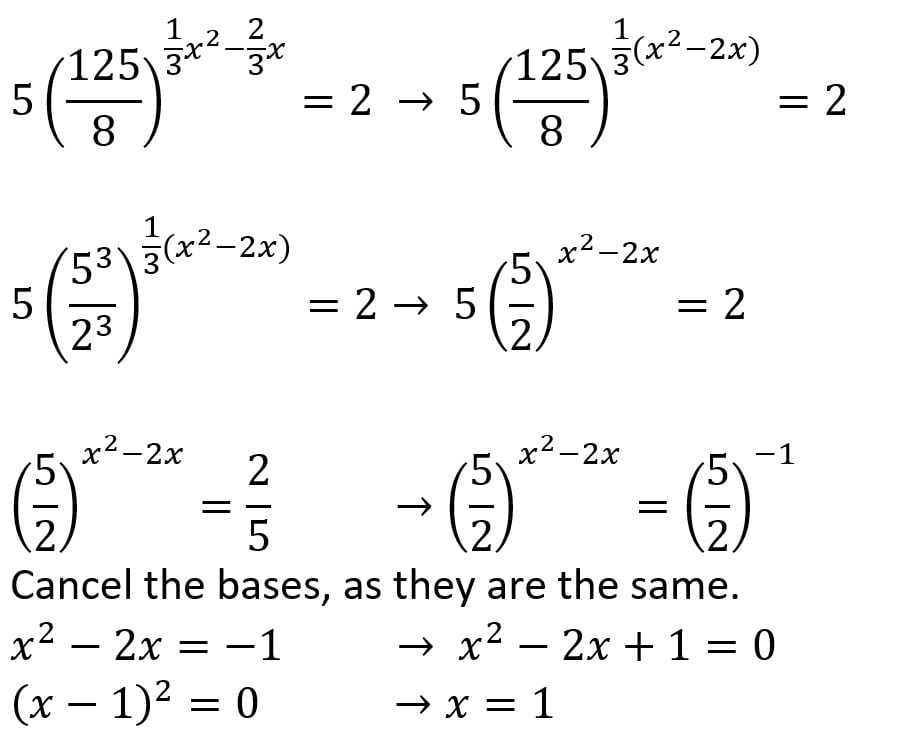 5(125/8)^(1/3 x² − 2/3 x) = 2 → 5(125/8)^(1/3 (x²−2x)) = 2
5(5³/2³)^(1/3 (x²−2x)) = 2 → 5(5/2)^(x²−2x) = 2
(5/2)^(x²−2x) = 2/5 → (5/2)^(x²−2x) = (5/2)^(−1)
Cancel the bases, as they are the same.
x² − 2x = −1 → x² − 2x + 1 = 0
(x − 1)² = 0 → x = 1